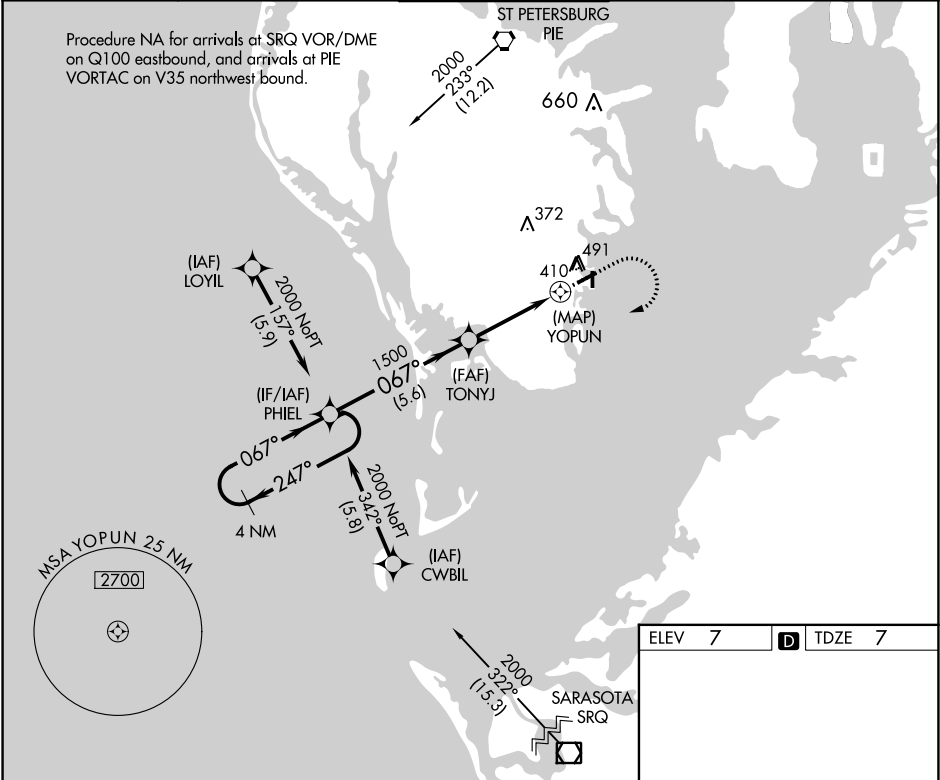 Procedure NA for arrivals at SRQ VOR/DME
on Q100 eastbound, and arrivals at PIE
VORTAC on V35 northwest bound.
ST PETERSBURG
PIE
2000
233°
(12.2)
660
372
491
410
(MAP)
YOPUN
(IAF)
LOYIL
2000 NoPT
157°
(5.9)
1500
067°
(5.6)
(FAF)
TONYJ
(IF/IAF)
PHIEL
067°
247°
4 NM
2000 NoPT
342°
(5.8)
(IAF)
CWBIL
MSA YOPUN 25 NM
2700
2000
322°
(15.3)
SARASOTA
SRQ
ELEV 7 D TDZE 7